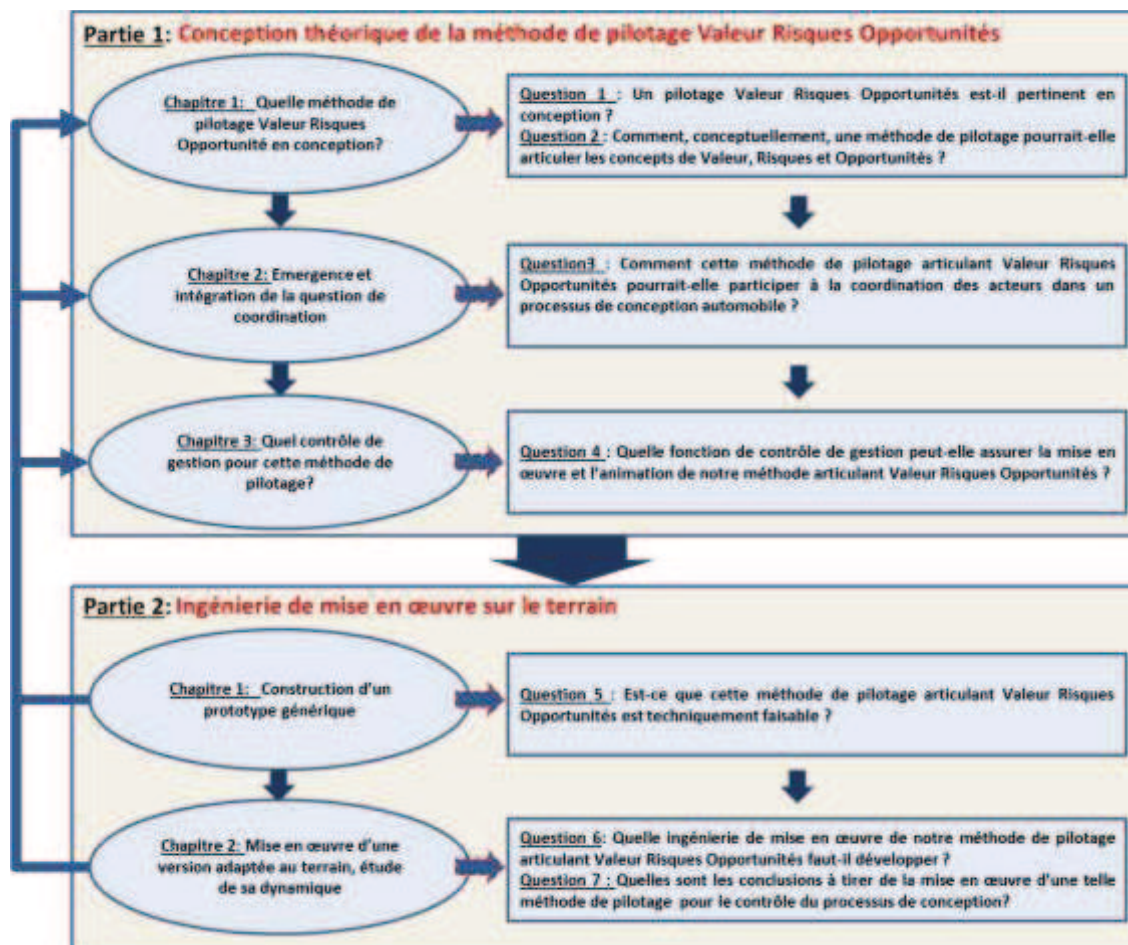 Partie 1: Conception théorique de la méthode de pilotage Valeur Risques Opportunités
Chapitre 1: Quelle méthode de
pilotage Valeur Risques
Opportunité en conception?
Question 1 : Un pilotage Valeur Risques Opportunités est-il pertinent en
conception ?
Question 2 : Comment, conceptuellement, une méthode de pilotage pourrait-elle
articuler les concepts de Valeur, Risques et Opportunités ?
Chapitre 2: Emergence et
intégration de la question de
coordination
Question3 : Comment cette méthode de pilotage articulant Valeur Risques
Opportunités pourrait-elle participer à la coordination des acteurs dans un
processus de conception automobile ?
Chapitre 3: Quel contrôle de
gestion pour cette méthode de
pilotage?
Question 4 : Quelle fonction de contrôle de gestion peut-elle assurer la mise en
œuvre et l'animation de notre méthode articulant Valeur Risques Opportunités ?
Partie 2: Ingénierie de mise en œuvre sur le terrain
Chapitre 1: Construction d'un
prototype générique
Question 5 : Est-ce que cette méthode de pilotage articulant Valeur Risques
Opportunités est techniquement faisable ?
Chapitre 2: Mise en œuvre d'une
version adaptée au terrain, étude
de sa dynamique
Question 6: Quelle ingénierie de mise en œuvre de notre méthode de pilotage
articulant Valeur Risques Opportunités faut-il développer ?
Question 7 : Quelles sont les conclusions à tirer de la mise en œuvre d'une telle
méthode de pilotage pour le contrôle du processus de conception?